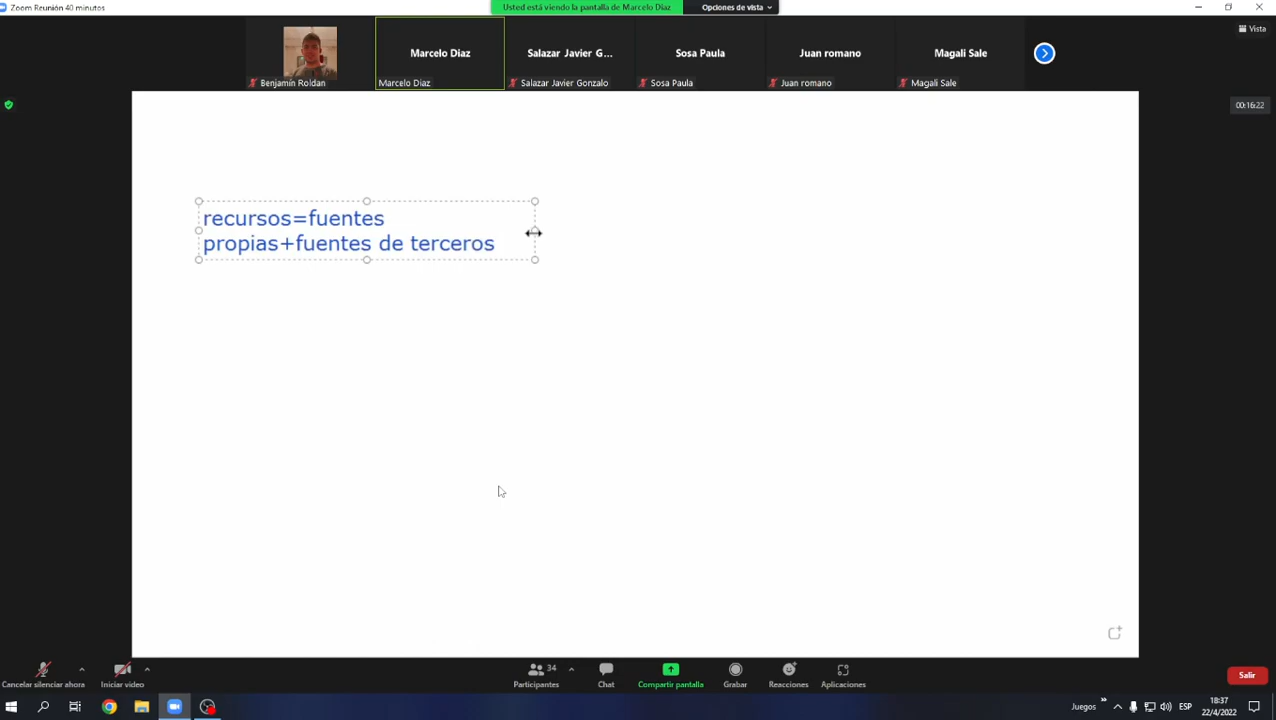 Zoom Reunión 40 minutos
Usted está viendo la pantalla de Marcelo Diaz
Opciones de vista
Vista
Marcelo Diaz
Salazar Javier G...
Sosa Paula
Juan romano
Magali Sale
Benjamín Roldan
Marcelo Diaz
Salazar Javier Gonzalo
Sosa Paula
Juan romano
Magali Sale
00:16:22
recursos=fuentes
propias+fuentes de terceros
Cancelar silenciar ahora
Iniciar video
34
Participantes
Chat
Compartir pantalla
Grabar
Reacciones
Aplicaciones
Salir
Juegos
ESP
18:37
22/4/2022